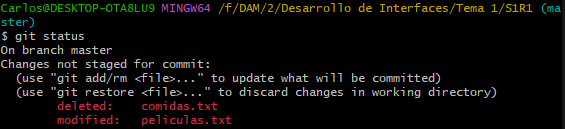 Carlos@DESKTOP-OTA8LU9 MINGW64 /f/DAM/2/Desarrollo de Interfaces/Tema 1/S1R1 (ma
ster)
$ git status
On branch master
Changes not staged for commit:
  (use "git add/rm <file>..." to update what will be committed)
  (use "git restore <file>..." to discard changes in working directory)
        deleted:    comidas.txt
        modified:   peliculas.txt